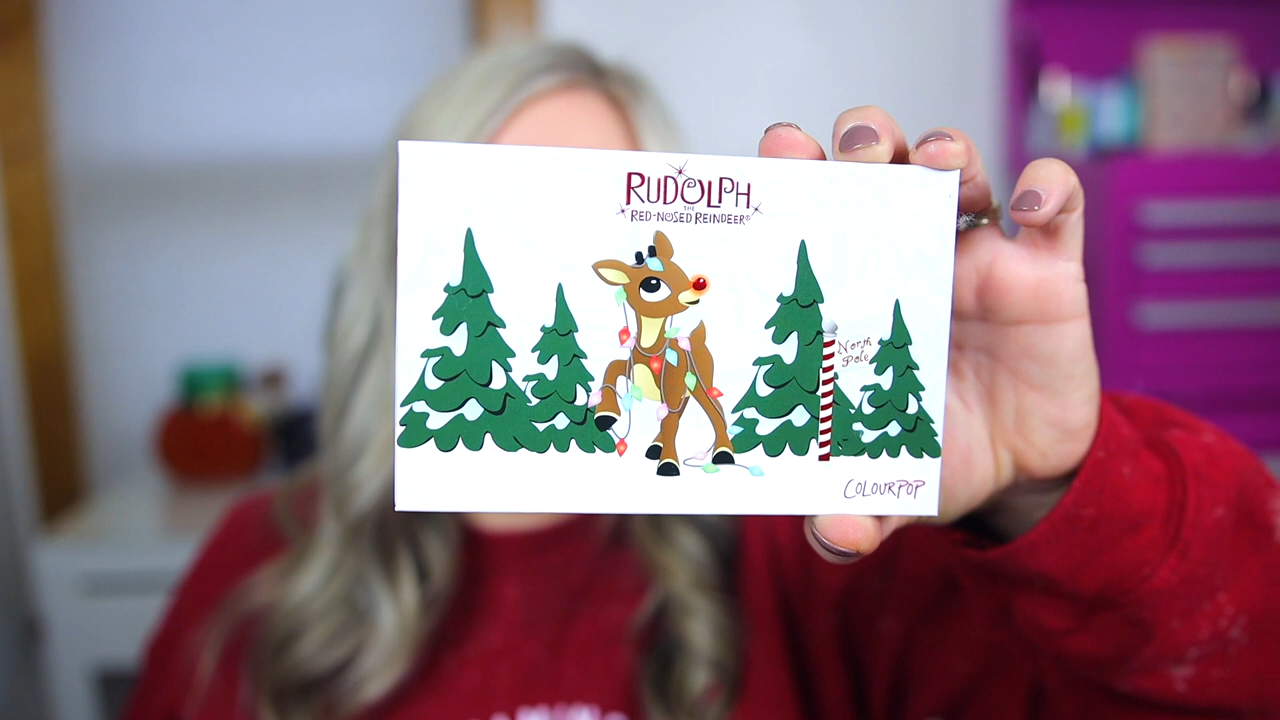 RUDOLPH
THE
RED-NOSED REINDEER®
North
Pole
COLOURPOP